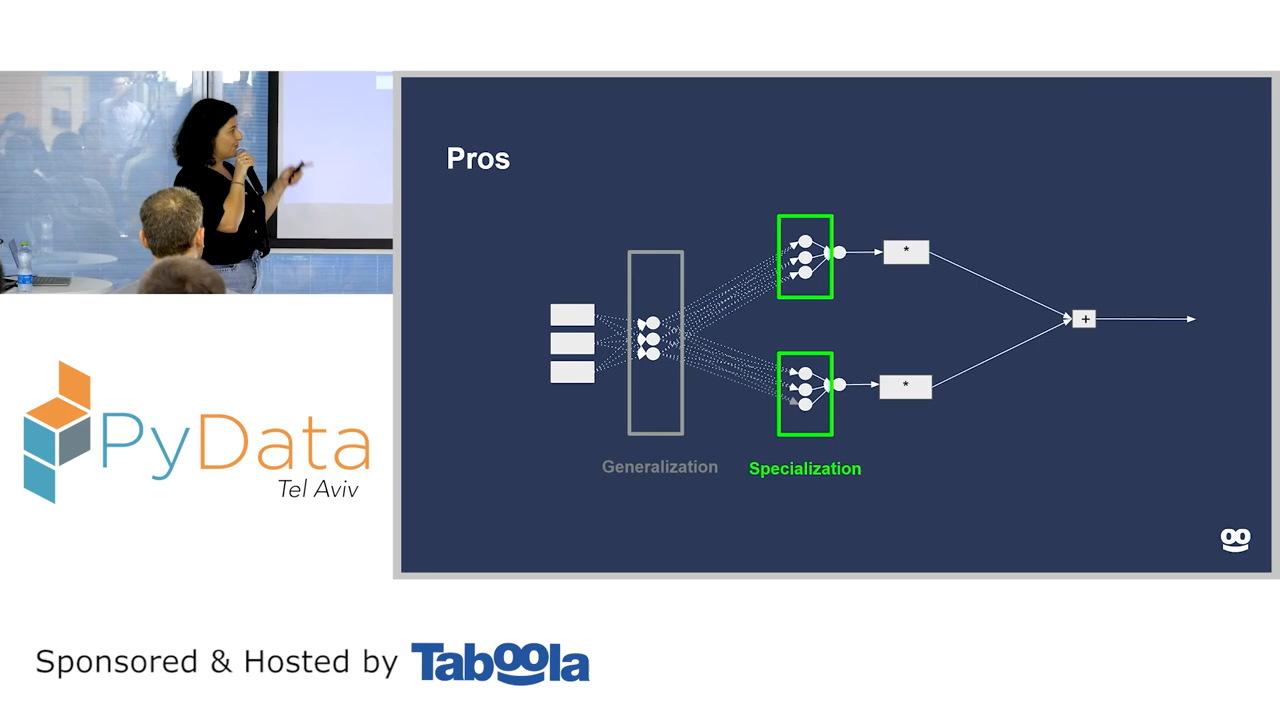 Pros
*
*
+
Generalization
Specialization
PyData
Tel Aviv
Sponsored & Hosted by Taboola